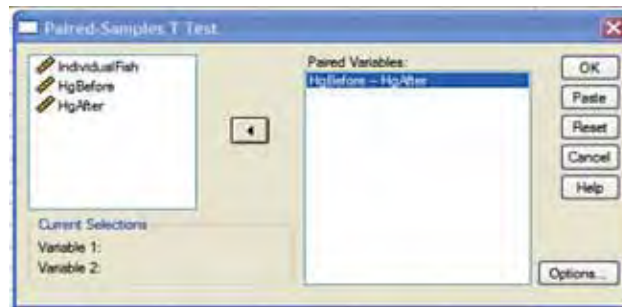 Paired-Samples T Test
IndividualFish
HgBefore
HgAfter
Current Selections
Variable 1:
Variable 2:
Paired Variables:
HgBefore -- HgAfter
OK
Paste
Reset
Cancel
Help
Options...